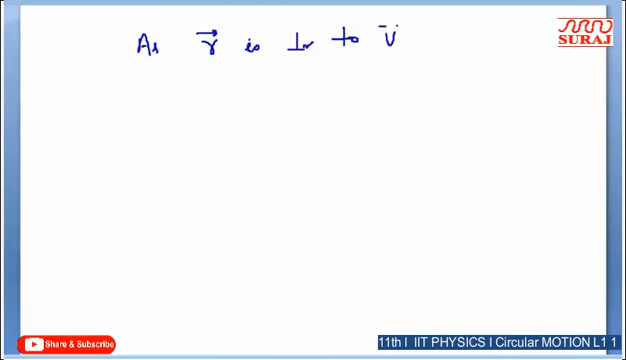 As r⃗ is ⊥r to v⃗
SURAJ
Share & Subscribe
11th I IIT PHYSICS I Circular MOTION L1 1